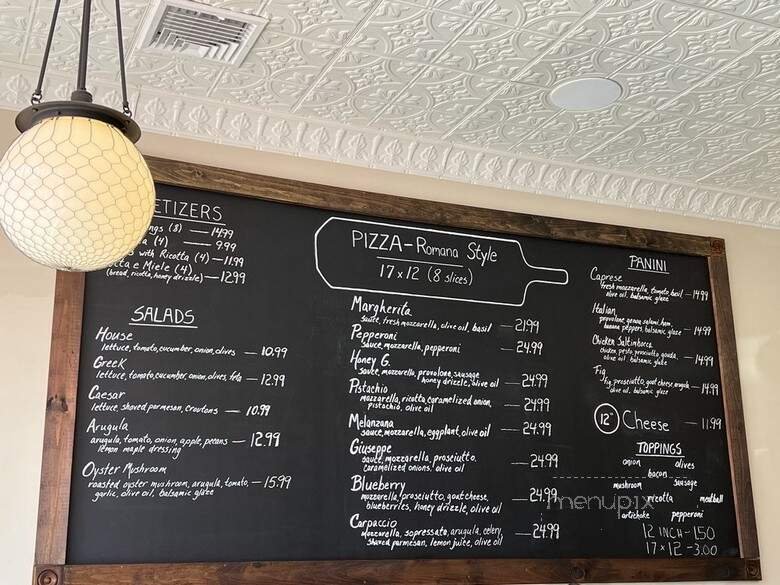 ETIZERS
ngs (8) — 14.99
a (4) — 9.99
s with Ricotta (4) — 11.99
tta e Miele (4)
(bread, ricotta, honey drizzle) — 12.99
SALADS
House
lettuce, tomato, cucumber, onion, olives — 10.99
Greek
lettuce, tomato, cucumber, onion, olives, feta — 12.99
Caesar
lettuce, shaved parmesan, croutons — 10.99
Arugula
arugula, tomato, onion, apple, pecans — 12.99
lemon maple dressing
Oyster Mushroom
roasted oyster mushroom, arugula, tomato, — 15.99
garlic, olive oil, balsamic glaze
PIZZA - Romana Style
17 x 12 (8 slices)
Margherita
sauce, fresh mozzarella, olive oil, basil — 21.99
Pepperoni
sauce, mozzarella, pepperoni — 24.99
Honey G.
sauce, mozzarella, provolone, sausage
honey drizzle, olive oil — 24.99
Pistachio
mozzarella, ricotta, caramelized onion,
pistachio, olive oil — 24.99
Melanzana
sauce, mozzarella, eggplant, olive oil — 24.99
Giuseppe
sauce, mozzarella, prosciutto,
caramelized onions, olive oil — 24.99
Blueberry
mozzarella, prosciutto, goat cheese,
blueberries, honey drizzle, olive oil — 24.99
Carpaccio
mozzarella, sopressato, arugula, celery,
shaved parmesan, lemon juice, olive oil — 24.99
PANINI
Caprese
fresh mozzarella, tomato, basil — 14.99
olive oil, balsamic glaze
Italian
provolone, genoa salami, ham,
banana peppers, balsamic glaze — 14.99
Chicken Saltimbocca
chicken, pesto, prosciutto, gouda — 14.99
olive oil, balsamic glaze
Fig
fig, prosciutto, goat cheese, arugula — 14.99
olive oil, balsamic glaze
12" Cheese — 11.99
TOPPINGS
onion olives
bacon
mushroom sausage
ricotta meatball
artichoke pepperoni
12 INCH - 1.50
17 x 12 - 3.00
menupix